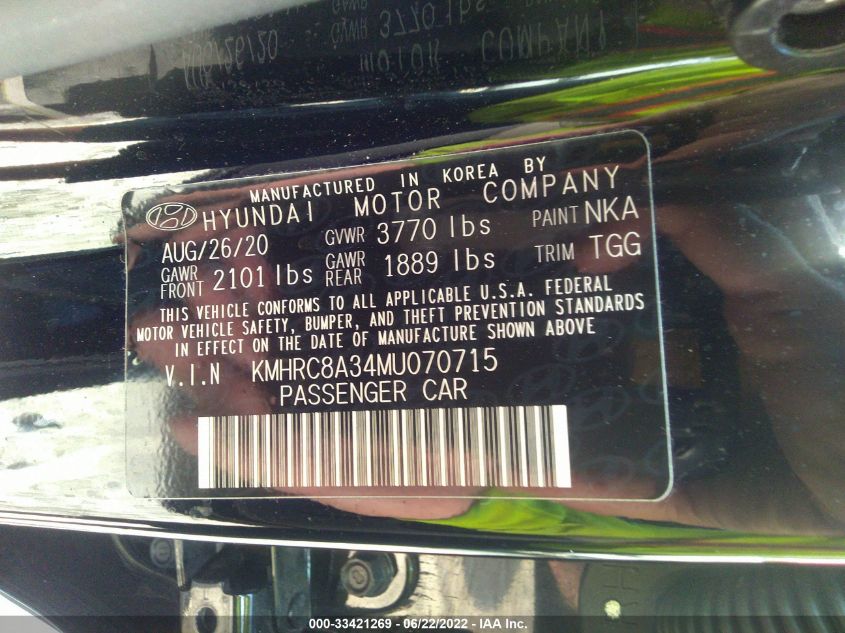 MANUFACTURED IN KOREA BY
HYUNDAI MOTOR COMPANY
AUG/26/20 GVWR 3770 lbs PAINT NKA
GAWR FRONT 2101 lbs GAWR REAR 1889 lbs TRIM TGG
THIS VEHICLE CONFORMS TO ALL APPLICABLE U.S.A. FEDERAL
MOTOR VEHICLE SAFETY, BUMPER, AND THEFT PREVENTION STANDARDS
IN EFFECT ON THE DATE OF MANUFACTURE SHOWN ABOVE
V.I.N KMHRC8A34MU070715
PASSENGER CAR
000-33421269 - 06/22/2022 - IAA Inc.